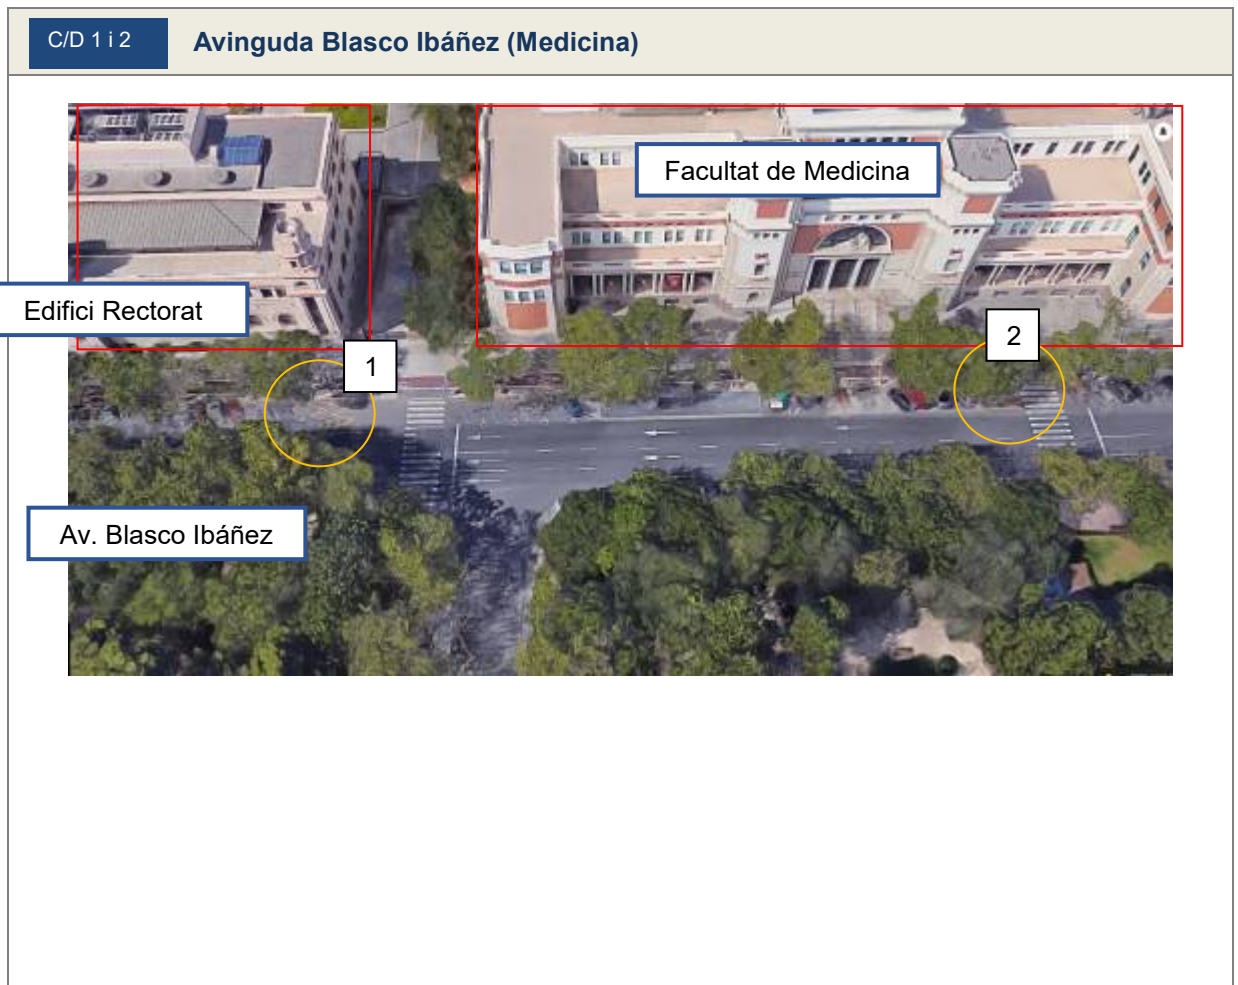 C/D 1 i 2
Avinguda Blasco Ibáñez (Medicina)
Facultat de Medicina
Edifici Rectorat
1
2
Av. Blasco Ibáñez